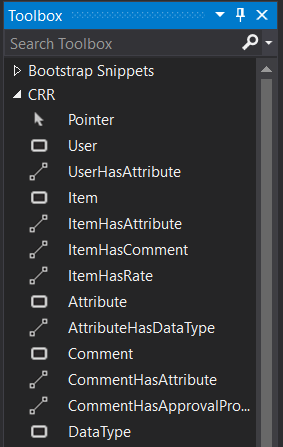 Toolbox
Search Toolbox
Bootstrap Snippets
CRR
Pointer
User
UserHasAttribute
Item
ItemHasAttribute
ItemHasComment
ItemHasRate
Attribute
AttributeHasDataType
Comment
CommentHasAttribute
CommentHasApprovalPro...
DataType